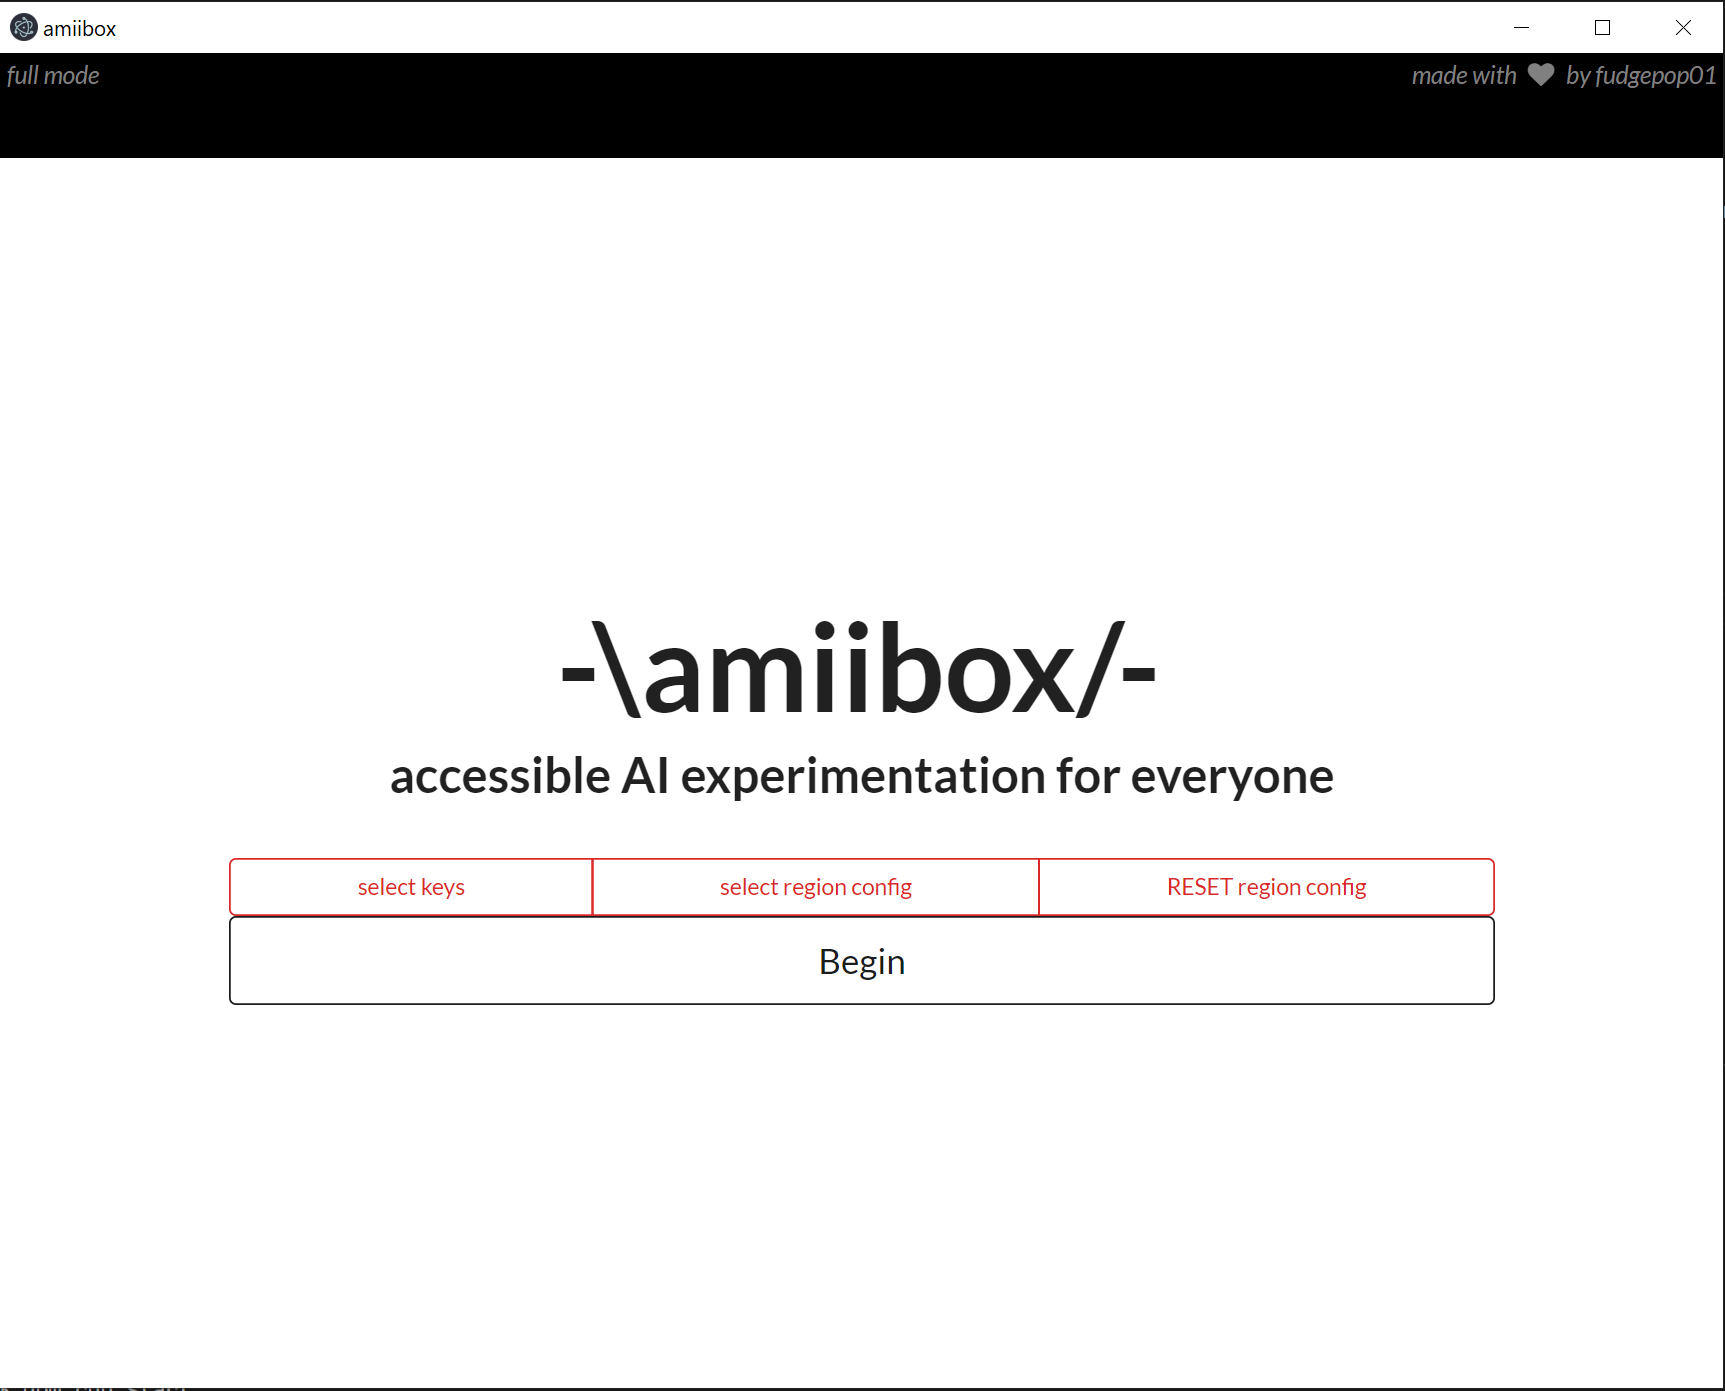 amiibox
full mode
made with by fudgepop01
-\amiibox/-
accessible AI experimentation for everyone
select keys
select region config
RESET region config
Begin